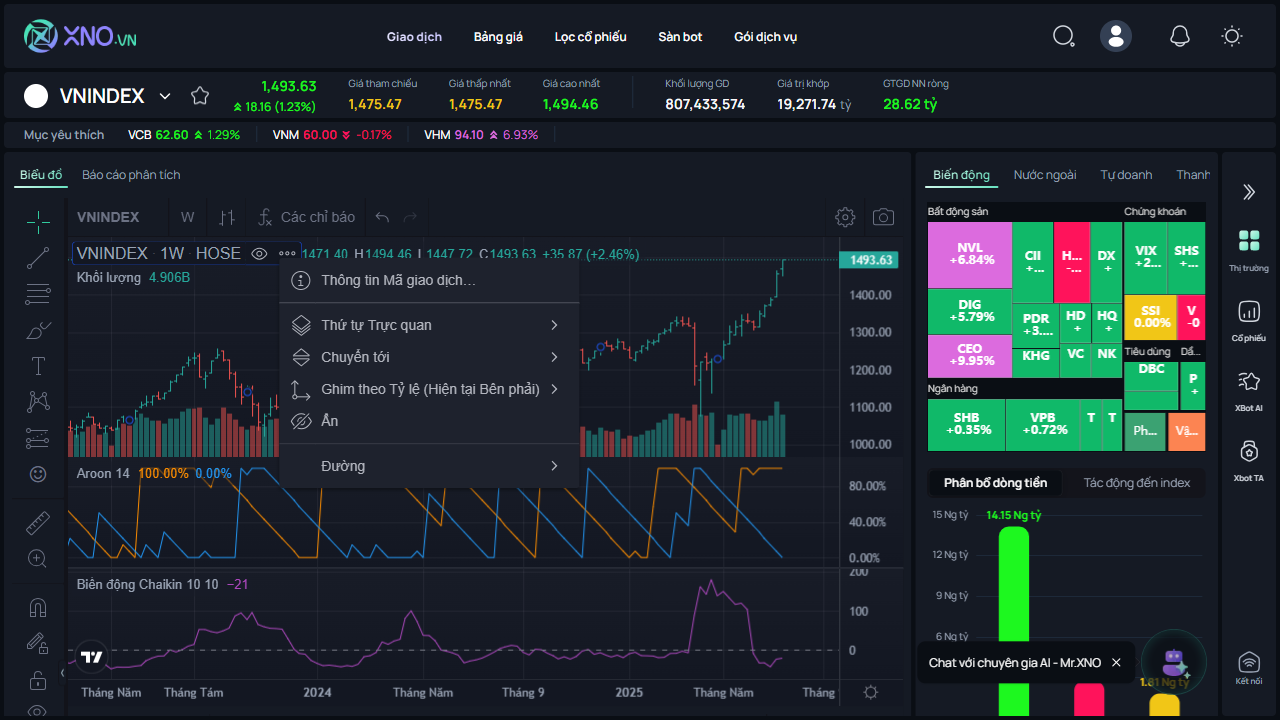 XNO.VN
Giao dịch Bảng giá Lọc cổ phiếu Sàn bot Gói dịch vụ
VNINDEX
1,493.63
18.16 (1.23%)
Giá tham chiếu
1,475.47
Giá thấp nhất
1,475.47
Giá cao nhất
1,494.46
Khối lượng GD
807,433,574
Giá trị khớp
19,271.74 tỷ
GTGD NN ròng
28.62 tỷ
Mục yêu thích VCB 62.60 1.29% VNM 60.00 -0.17% VHM 94.10 6.93%
Biểu đồ Báo cáo phân tích
VNINDEX W Các chỉ báo
VNINDEX · 1W · HOSE 1471.40 H1494.46 L1447.72 C1493.63 +35.87 (+2.46%)
Khối lượng 4.906B
Thông tin Mã giao dịch…
Thứ tự Trực quan
Chuyển tới
Ghim theo Tỷ lệ (Hiện tại Bên phải)
Ẩn
Đường
1493.63
1400.00
1300.00
1200.00
1100.00
1000.00
Aroon 14 100.00% 0.00%
80.00%
40.00%
0.00%
Biên động Chaikin 10 10 −21
200
100
0
Tháng Năm Tháng Tám 2024 Tháng Năm Tháng 9 2025 Tháng Năm Tháng
Biến động Nước ngoài Tự doanh Thanh
Bất động sản
NVL
+6.84%
DIG
+5.79%
CEO
+9.95%
CII
+...
H...
-...
DX
+
PDR
+3....
HD
+
HQ
+
KHG
VC
NK
Chứng khoán
VIX
+2...
SHS
+...
SSI
0.00%
V
-0
Tiêu dùng
DBC
Dầ...
P
+
Ngân hàng
SHB
+0.35%
VPB
+0.72%
T
T
Ph...
Vậ...
Phân bổ dòng tiền Tác động đến index
15 Ng tỷ
12 Ng tỷ
9 Ng tỷ
6 Ng tỷ
14.15 Ng tỷ
1.81 Ng tỷ
Chat với chuyên gia AI - Mr.XNO
Thị trường
Cổ phiếu
XBot AI
Xbot TA
Kết nối